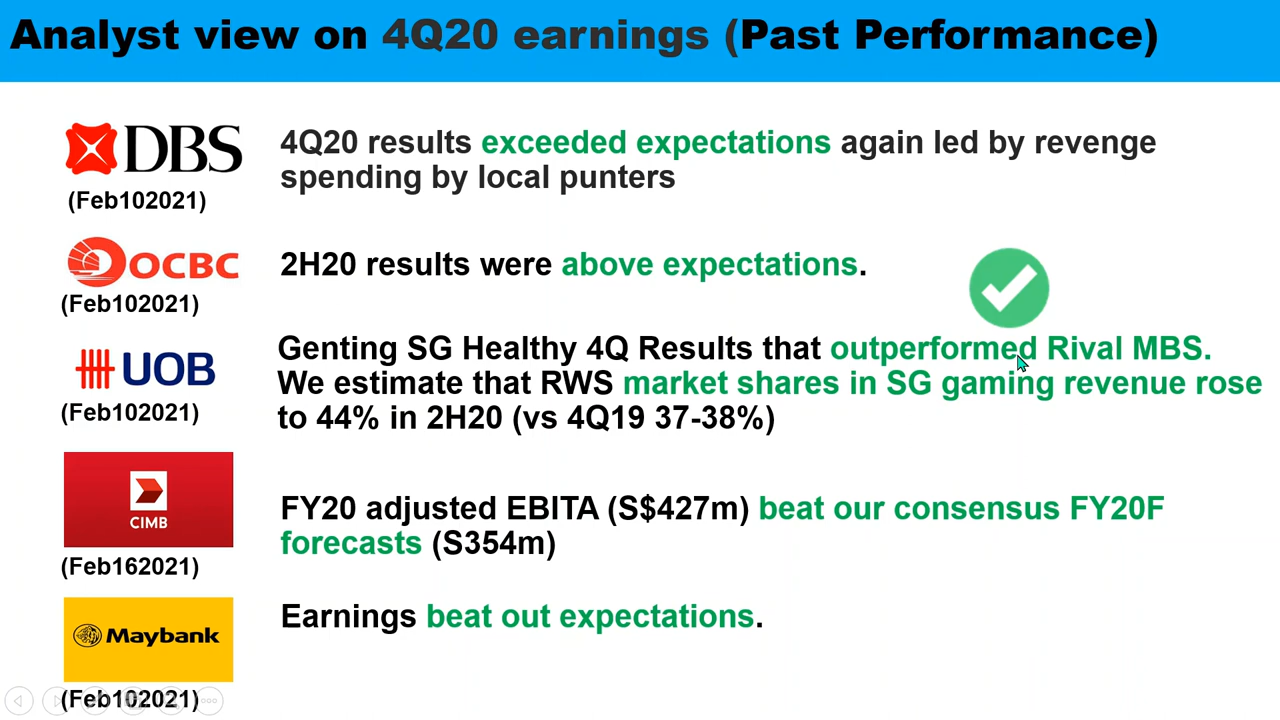 Analyst view on 4Q20 earnings (Past Performance)
DBS
(Feb102021)
4Q20 results exceeded expectations again led by revenge
spending by local punters
OCBC
(Feb102021)
2H20 results were above expectations.
UOB
(Feb102021)
Genting SG Healthy 4Q Results that outperformed Rival MBS.
We estimate that RWS market shares in SG gaming revenue rose
to 44% in 2H20 (vs 4Q19 37-38%)
CIMB
(Feb162021)
FY20 adjusted EBITA (S$427m) beat our consensus FY20F
forecasts (S354m)
Maybank
(Feb102021)
Earnings beat out expectations.